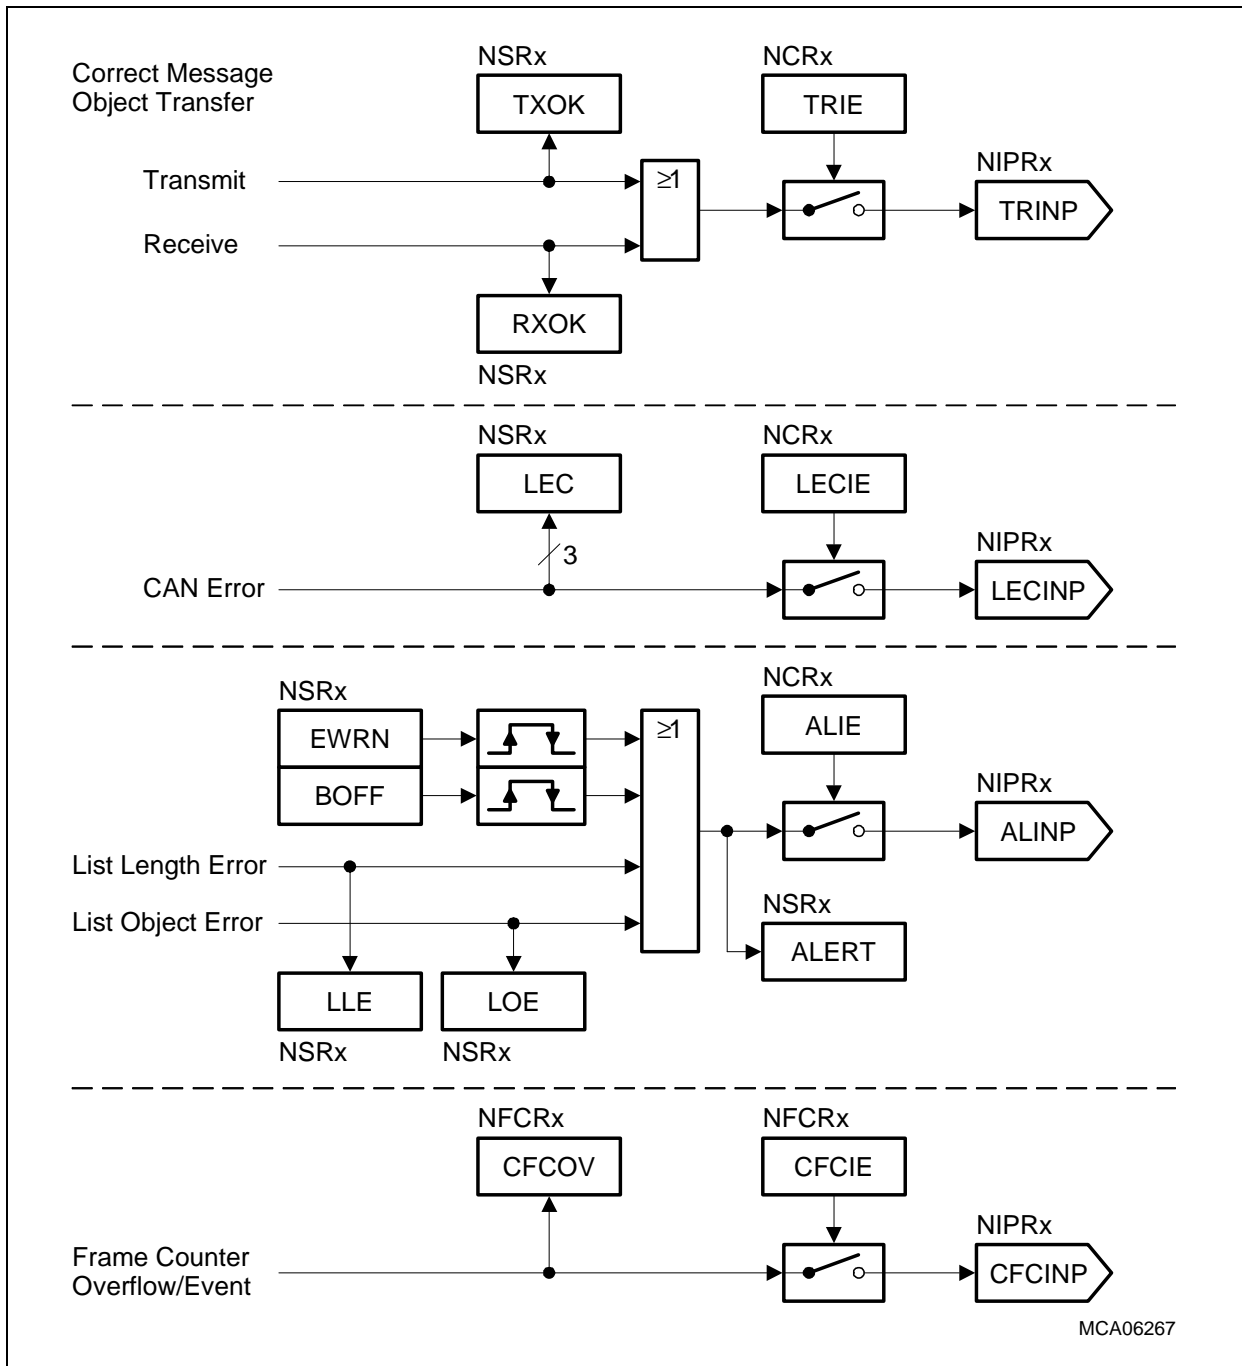 Correct Message
Object Transfer
NSRx
TXOK
NCRx
TRIE
Transmit
≥1
NIPRx
TRINP
Receive
RXOK
NSRx
NSRx
LEC
NCRx
LECIE
3
NIPRx
CAN Error
LECINP
NSRx
EWRN
BOFF
≥1
NCRx
ALIE
NIPRx
ALINP
List Length Error
List Object Error
NSRx
ALERT
LLE
LOE
NSRx
NSRx
NFCRx
CFCOV
NFCRx
CFCIE
NIPRx
Frame Counter
Overflow/Event
CFCINP
MCA06267